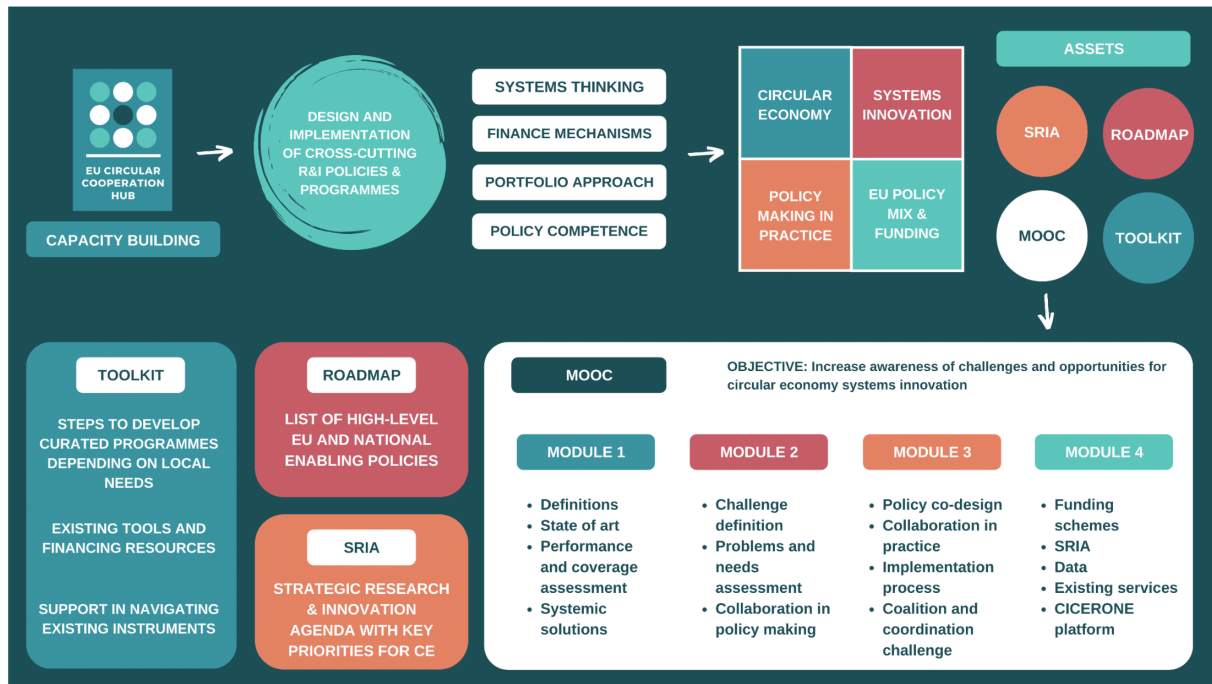 EU CIRCULAR
COOPERATION
HUB
CAPACITY BUILDING
DESIGN AND
IMPLEMENTATION
OF CROSS-CUTTING
R&I POLICIES &
PROGRAMMES
SYSTEMS THINKING
FINANCE MECHANISMS
PORTFOLIO APPROACH
POLICY COMPETENCE
CIRCULAR
ECONOMY
SYSTEMS
INNOVATION
POLICY
MAKING IN
PRACTICE
EU POLICY
MIX &
FUNDING
ASSETS
SRIA
ROADMAP
MOOC
TOOLKIT
TOOLKIT
STEPS TO DEVELOP
CURATED PROGRAMMES
DEPENDING ON LOCAL
NEEDS
EXISTING TOOLS AND
FINANCING RESOURCES
SUPPORT IN NAVIGATING
EXISTING INSTRUMENTS
ROADMAP
LIST OF HIGH-LEVEL
EU AND NATIONAL
ENABLING POLICIES
SRIA
STRATEGIC RESEARCH
& INNOVATION
AGENDA WITH KEY
PRIORITIES FOR CE
MOOC
OBJECTIVE: Increase awareness of challenges and opportunities for
circular economy systems innovation
MODULE 1
• Definitions
• State of art
• Performance
and coverage
assessment
• Systemic
solutions
MODULE 2
• Challenge
definition
• Problems and
needs
assessment
• Collaboration in
policy making
MODULE 3
• Policy co-design
• Collaboration in
practice
• Implementation
process
• Coalition and
coordination
challenge
MODULE 4
• Funding
schemes
• SRIA
• Data
• Existing services
• CICERONE
platform